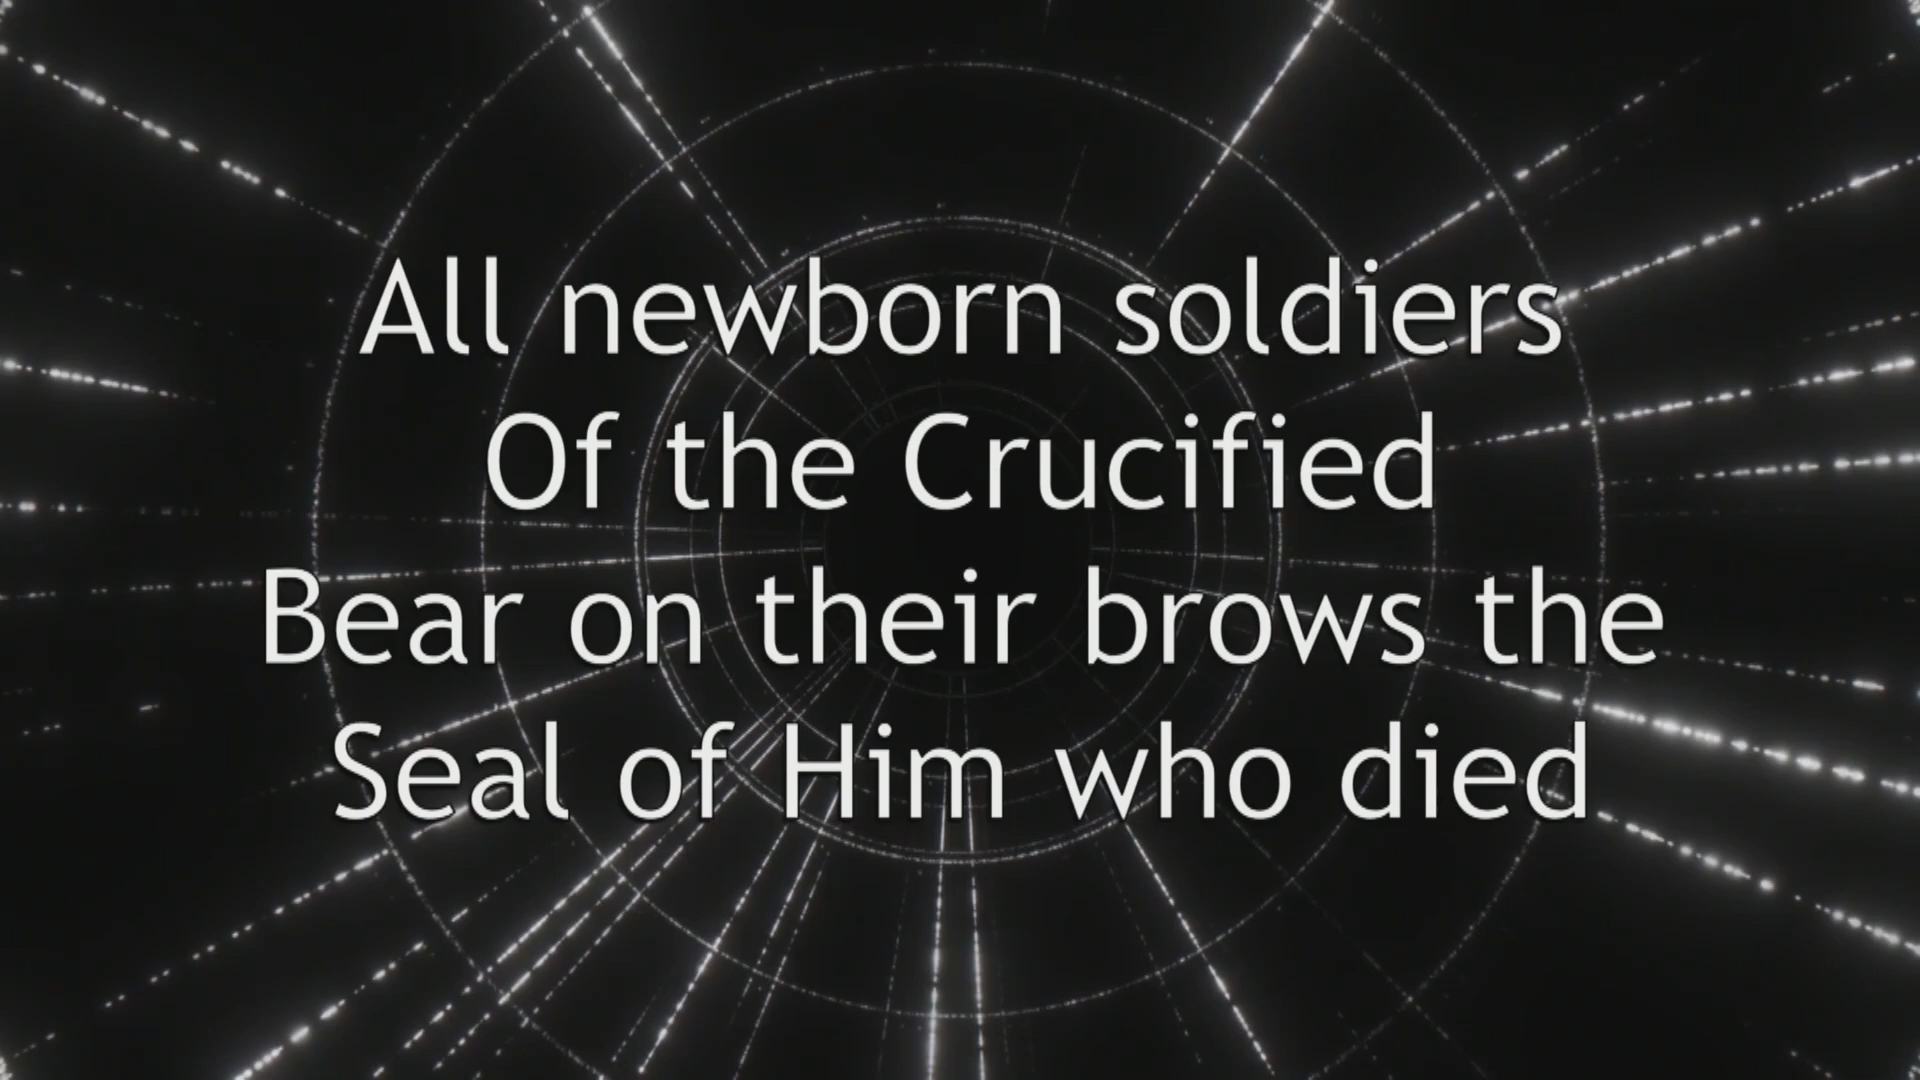 All newborn soldiers
Of the Crucified
Bear on their brows the
Seal of Him who died